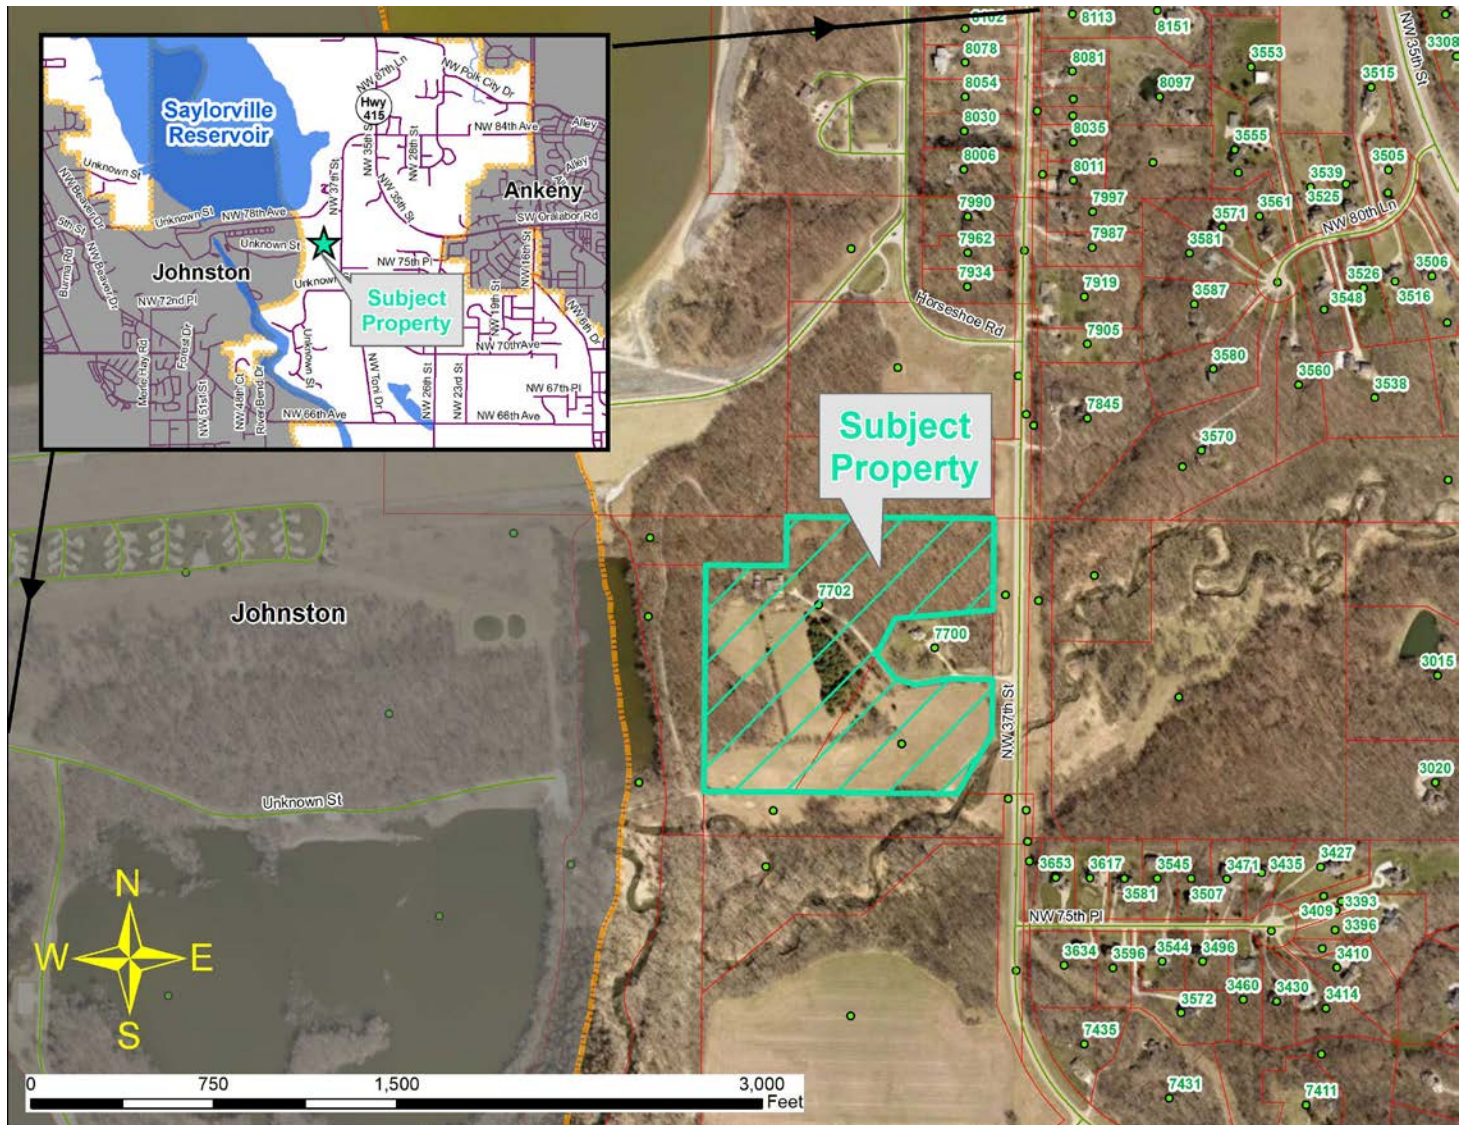 Saylorville
Reservoir
Hwy
415
NW 87th Ln
NW Polk City Dr
NW 84th Ave
Alley
Alley
NW 35th St
NW 28th St
NW 37th St
NW 35th St
Ankeny
SW Oralabor Rd
Unknown St
NW Beaver Dr
5th St
Unknown St
NW 78th Ave
Unknown St
Johnston
NW 75th Pl
NW 16th St
Burma Rd
NW Beaver Dr
NW 72nd Pl
Subject
Property
NW 19th St
NW 6th Dr
Forest Dr
Merle Hay Rd
NW 51st St
NW 48th Ct
River Bend Dr
Unknown St
NW Toni Dr
NW 70th Ave
NW 26th St
NW 23rd St
NW 67th Pl
NW 66th Ave
NW 66th Ave
8102
8113
8151
3308
8078
8081
3553
3515
NW 35th St
8054
8097
8030
8035
3555
8006
8011
3539
3505
3525
7990
7997
3571
3561
NW 80th Ln
7962
7987
3581
7934
7919
3587
3526
3506
3548
3516
Horseshoe Rd
7905
3580
3560
3538
7845
3570
Subject
Property
7702
7700
Johnston
NW 37th St
3015
3020
Unknown St
3653
3617
3545
3471
3435
3427
3581
3507
3393
3409
NW 75th Pl
3396
3634
3596
3544
3496
3410
3572
3460
3430
3414
7435
7431
7411
N
W
E
S
0
750
1,500
3,000
Feet